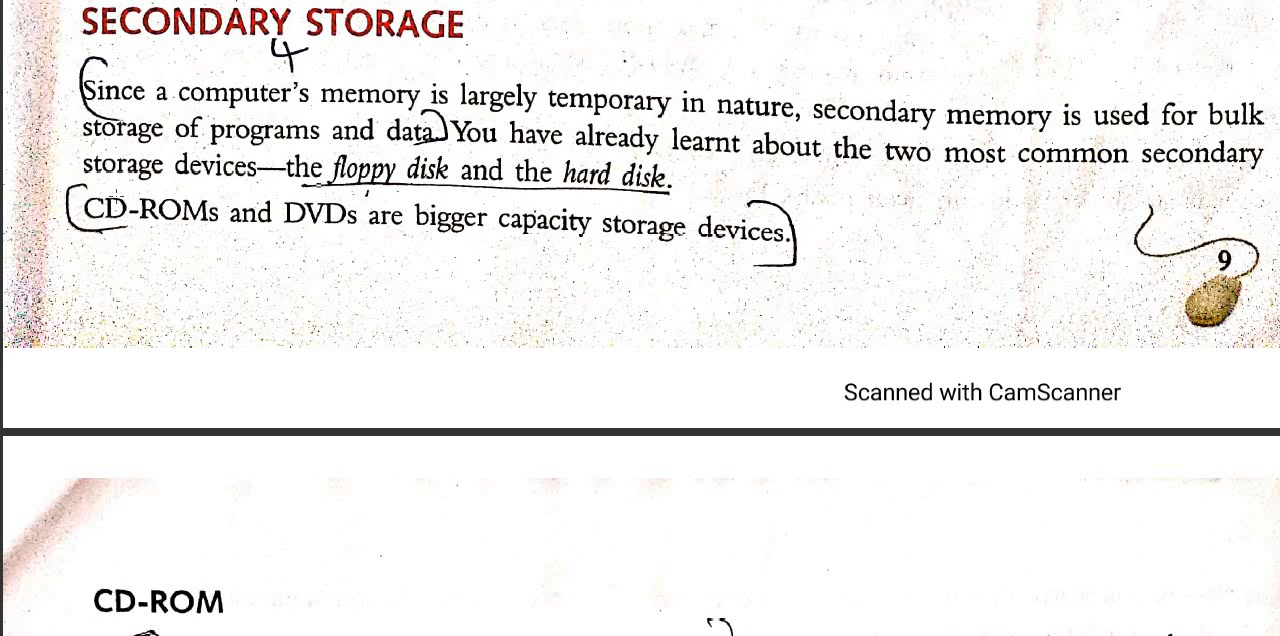 SECONDARY STORAGE
4
Since a computer's memory is largely temporary in nature, secondary memory is used for bulk
storage of programs and data. You have already learnt about the two most common secondary
storage devices—the floppy disk and the hard disk.
CD-ROMs and DVDs are bigger capacity storage devices.
9
Scanned with CamScanner
CD-ROM